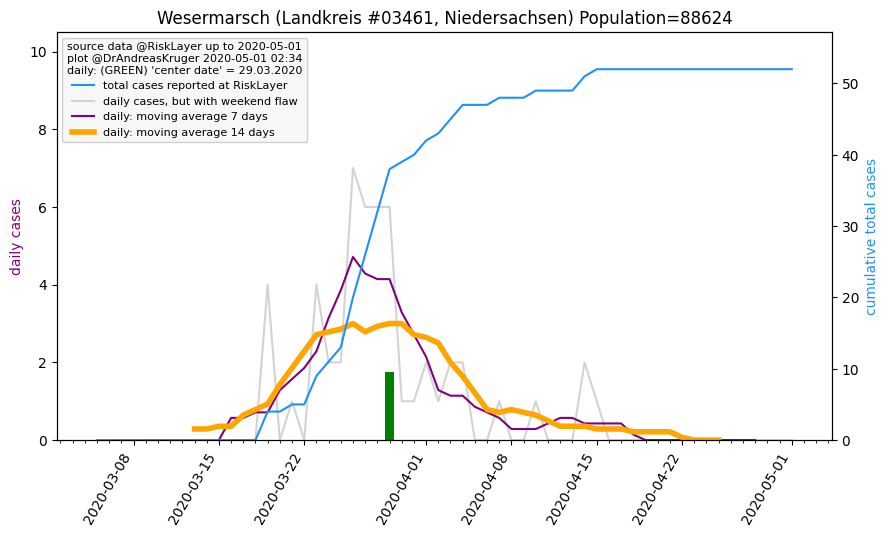 Wesermarsch (Landkreis #03461, Niedersachsen) Population=88624
source data @RiskLayer up to 2020-05-01
plot @DrAndreasKruger 2020-05-01 02:34
daily: (GREEN) 'center date' = 29.03.2020
total cases reported at RiskLayer
daily cases, but with weekend flaw
daily: moving average 7 days
daily: moving average 14 days
daily cases
10
8
6
4
2
0
cumulative total cases
50
40
30
20
10
0
2020-03-08
2020-03-15
2020-03-22
2020-04-01
2020-04-08
2020-04-15
2020-04-22
2020-05-01